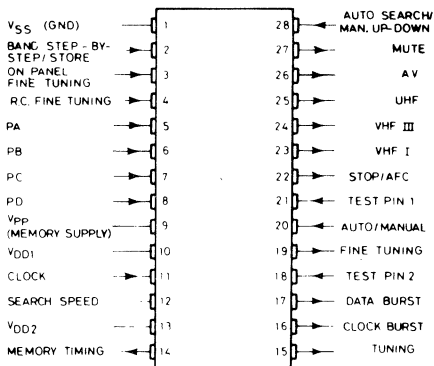 VSS (GND) 1
BAND STEP-BY-STEP/STORE 2
ON PANEL FINE TUNING 3
R.C. FINE TUNING 4
PA 5
PB 6
PC 7
PD 8
VPP (MEMORY SUPPLY) 9
VDD1 10
CLOCK 11
SEARCH SPEED 12
VDD2 13
MEMORY TIMING 14
28 AUTO SEARCH/ MAN. UP-DOWN
27 MUTE
26 AV
25 UHF
24 VHF III
23 VHF I
22 STOP/AFC
21 TEST PIN 1
20 AUTO/MANUAL
19 FINE TUNING
18 TEST PIN 2
17 DATA BURST
16 CLOCK BURST
15 TUNING